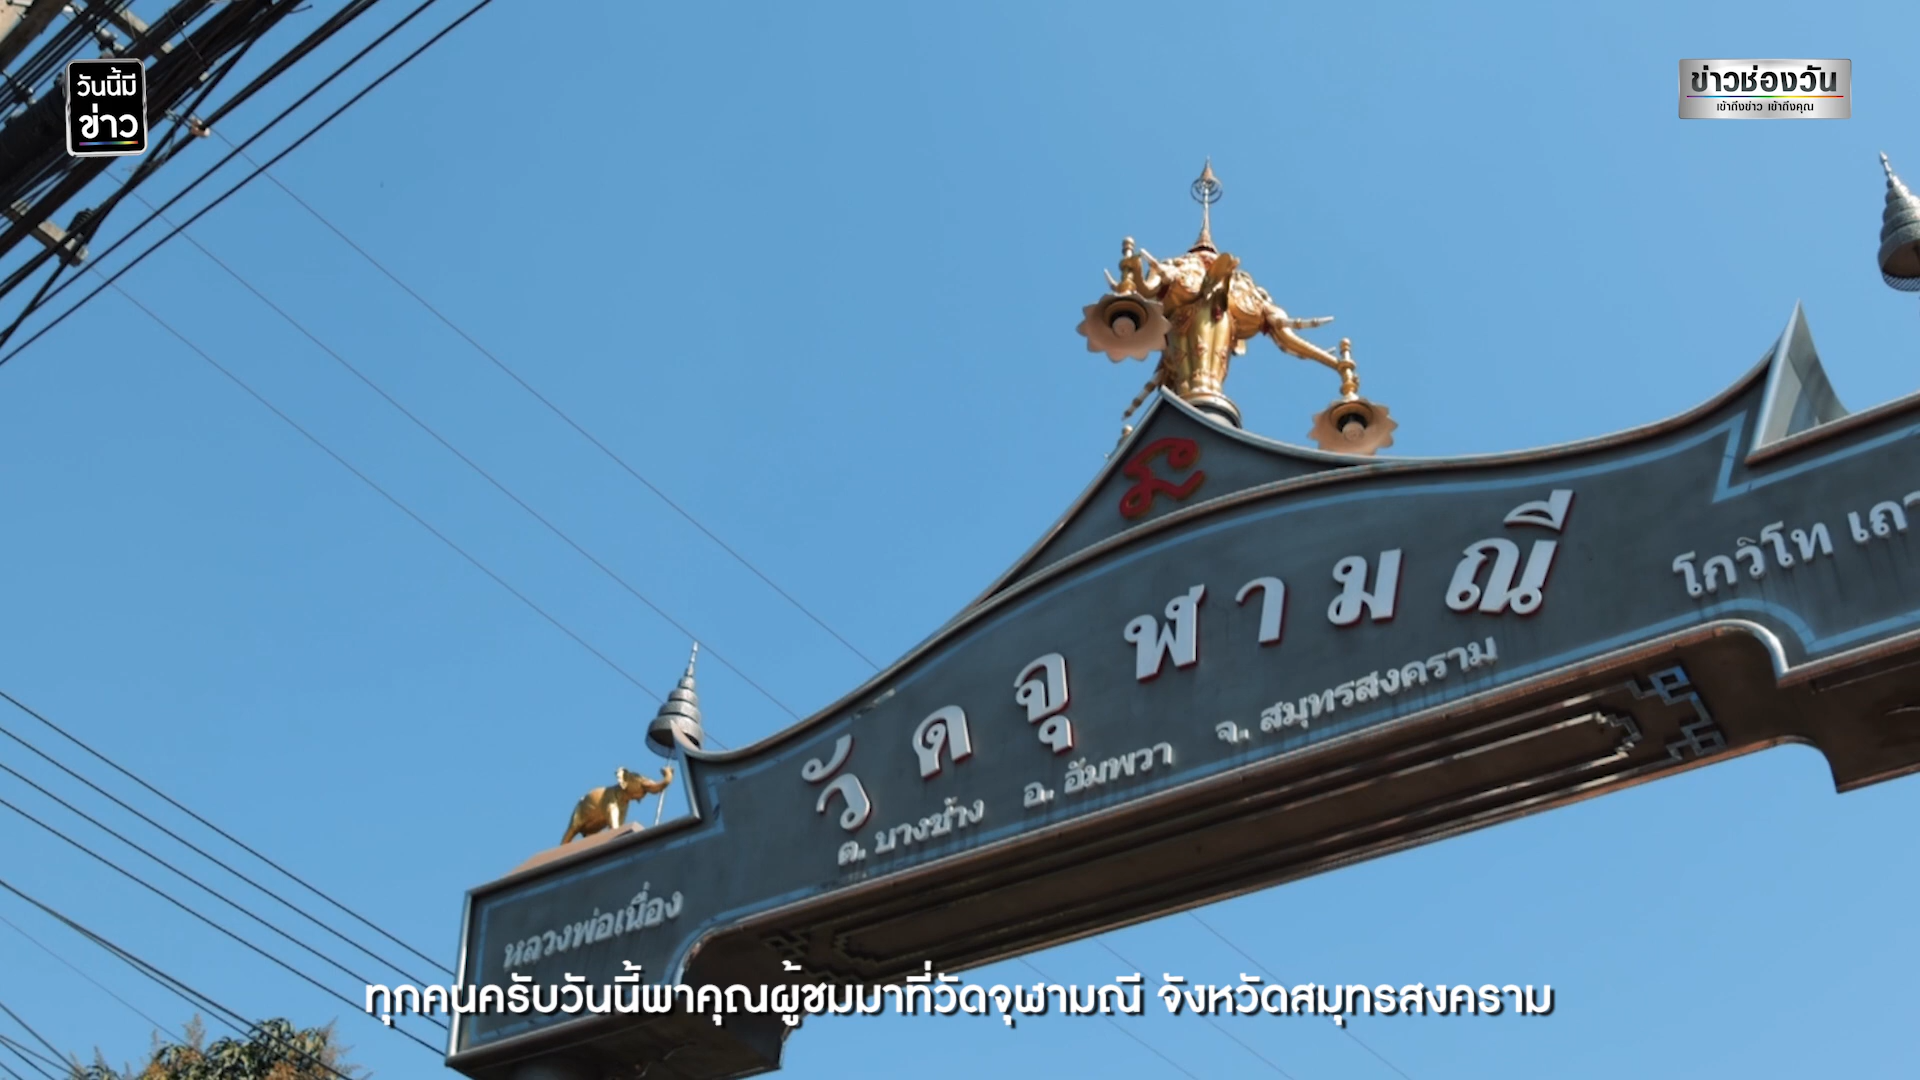 วันนี้มี
ข่าว
ข่าวช่องวัน
เข้าถึงข่าว เข้าถึงคุณ
วัดจุฬามณี
ต. บางช้าง อ. อัมพวา จ. สมุทรสงคราม
หลวงพ่อเนื่อง
โกวิโท
ทุกคนครับวันนี้พาคุณผู้ชมมาที่วัดจุฬามณี จังหวัดสมุทรสงคราม